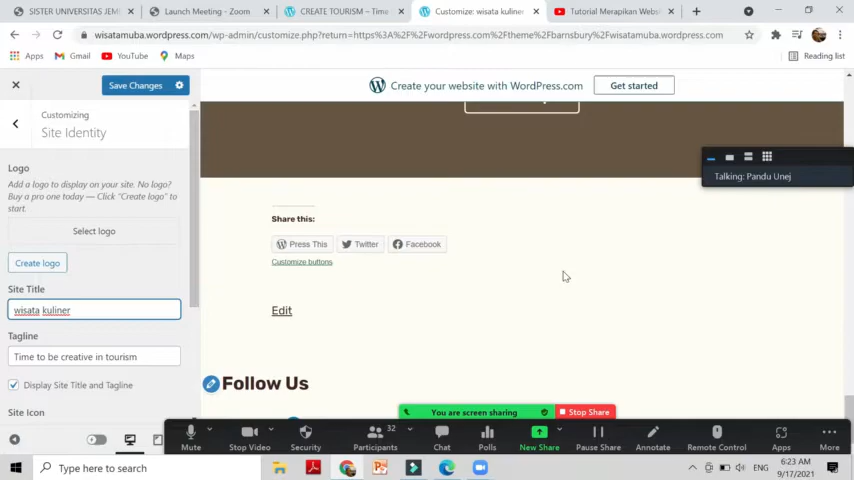 SISTER UNIVERSITAS JEM
Launch Meeting - Zoom
CREATE TOURISM – Time
Customize: wisata kuliner
Tutorial Merapikan Webs
wisatamuba.wordpress.com/wp-admin/customize.php?return=https%3A%2F%2Fwordpress.com%2Ftheme%2Fbarnsbury%2Fwisatamuba.wordpress.com
Apps
Gmail
YouTube
Maps
Reading list
Save Changes
Create your website with WordPress.com
Get started
Customizing
Site Identity
Talking: Pandu Unej
Logo
Add a logo to display on your site. No logo?
Buy a pro one today — Click "Create logo" to
start.
Select logo
Create logo
Site Title
wisata kuliner
Tagline
Time to be creative in tourism
Display Site Title and Tagline
Site Icon
Share this:
Press This
Twitter
Facebook
Customize buttons
Edit
Follow Us
You are screen sharing
Stop Share
Mute
Stop Video
Security
32
Participants
Chat
Polls
New Share
Pause Share
Annotate
Remote Control
Apps
More
Type here to search
ENG
6:23 AM
9/17/2021